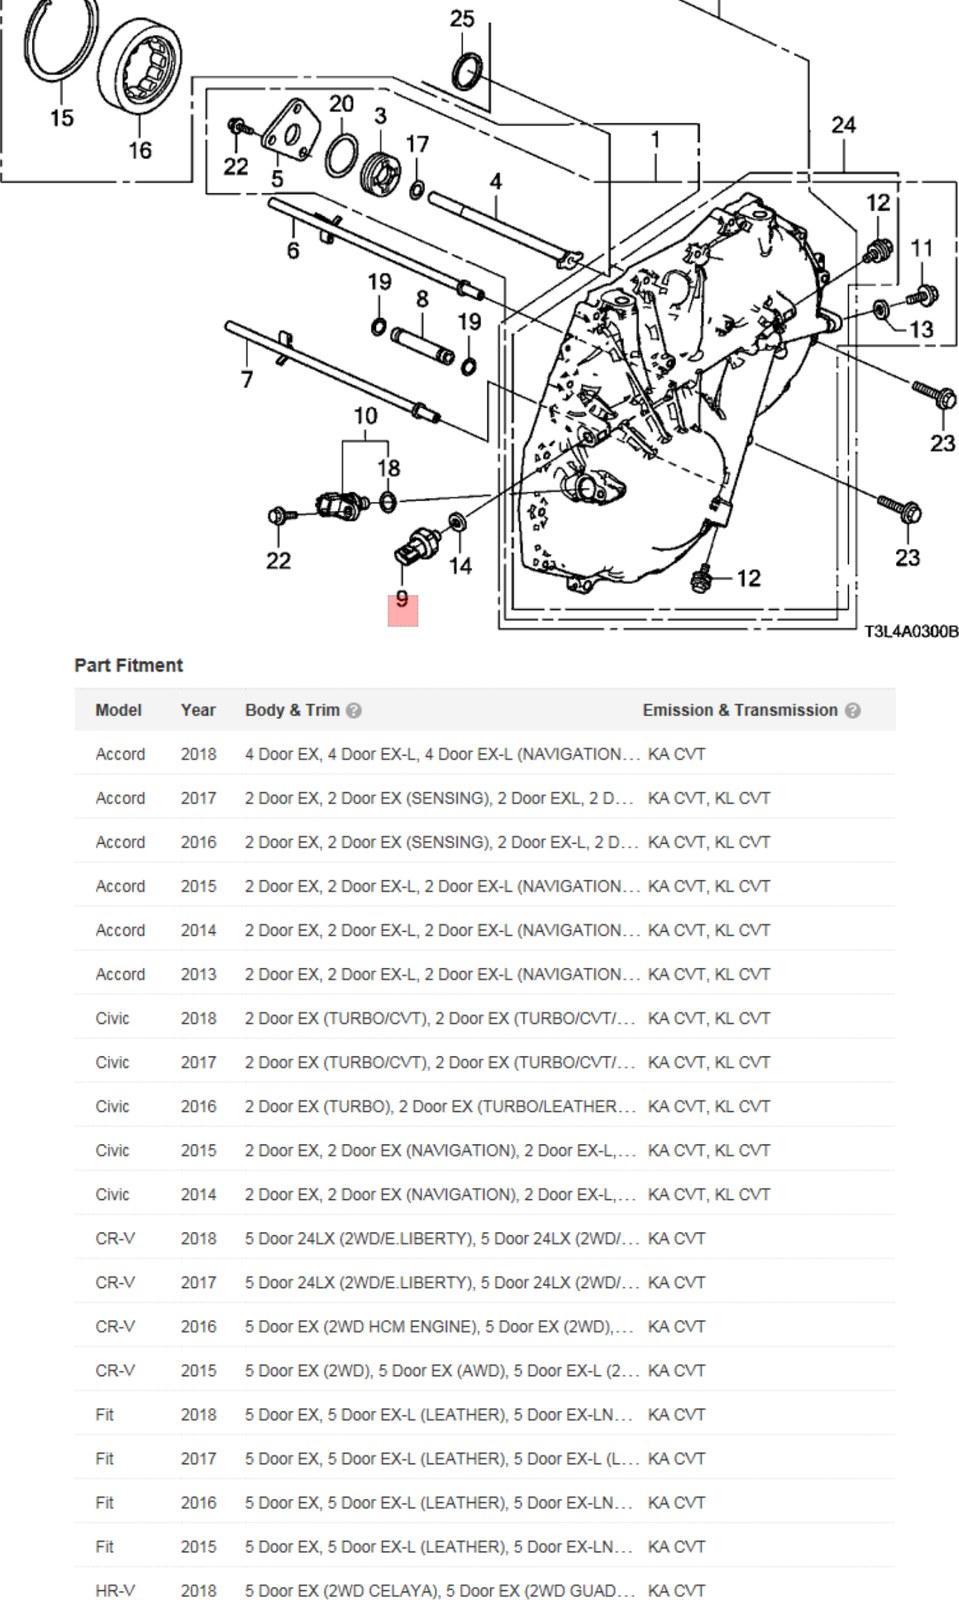 25
15
16
20
3
17
22
5
4
1
24
12
11
13
6
19
8
19
7
10
18
22
14
9
12
23
23
T3L4A0300B
Part Fitment
Model Year Body & Trim ? Emission & Transmission ?
Accord 2018 4 Door EX, 4 Door EX-L, 4 Door EX-L (NAVIGATION... KA CVT
Accord 2017 2 Door EX, 2 Door EX (SENSING), 2 Door EXL, 2 D... KA CVT, KL CVT
Accord 2016 2 Door EX, 2 Door EX (SENSING), 2 Door EX-L, 2 D... KA CVT, KL CVT
Accord 2015 2 Door EX, 2 Door EX-L, 2 Door EX-L (NAVIGATION... KA CVT, KL CVT
Accord 2014 2 Door EX, 2 Door EX-L, 2 Door EX-L (NAVIGATION... KA CVT, KL CVT
Accord 2013 2 Door EX, 2 Door EX-L, 2 Door EX-L (NAVIGATION... KA CVT, KL CVT
Civic 2018 2 Door EX (TURBO/CVT), 2 Door EX (TURBO/CVT/... KA CVT, KL CVT
Civic 2017 2 Door EX (TURBO/CVT), 2 Door EX (TURBO/CVT/... KA CVT, KL CVT
Civic 2016 2 Door EX (TURBO), 2 Door EX (TURBO/LEATHER... KA CVT, KL CVT
Civic 2015 2 Door EX, 2 Door EX (NAVIGATION), 2 Door EX-L,... KA CVT, KL CVT
Civic 2014 2 Door EX, 2 Door EX (NAVIGATION), 2 Door EX-L,... KA CVT, KL CVT
CR-V 2018 5 Door 24LX (2WD/E.LIBERTY), 5 Door 24LX (2WD/... KA CVT
CR-V 2017 5 Door 24LX (2WD/E.LIBERTY), 5 Door 24LX (2WD/... KA CVT
CR-V 2016 5 Door EX (2WD HCM ENGINE), 5 Door EX (2WD),... KA CVT
CR-V 2015 5 Door EX (2WD), 5 Door EX (AWD), 5 Door EX-L (2... KA CVT
Fit 2018 5 Door EX, 5 Door EX-L (LEATHER), 5 Door EX-LN... KA CVT
Fit 2017 5 Door EX, 5 Door EX-L (LEATHER), 5 Door EX-L (L... KA CVT
Fit 2016 5 Door EX, 5 Door EX-L (LEATHER), 5 Door EX-LN... KA CVT
Fit 2015 5 Door EX, 5 Door EX-L (LEATHER), 5 Door EX-LN... KA CVT
HR-V 2018 5 Door EX (2WD CELAYA), 5 Door EX (2WD GUAD... KA CVT